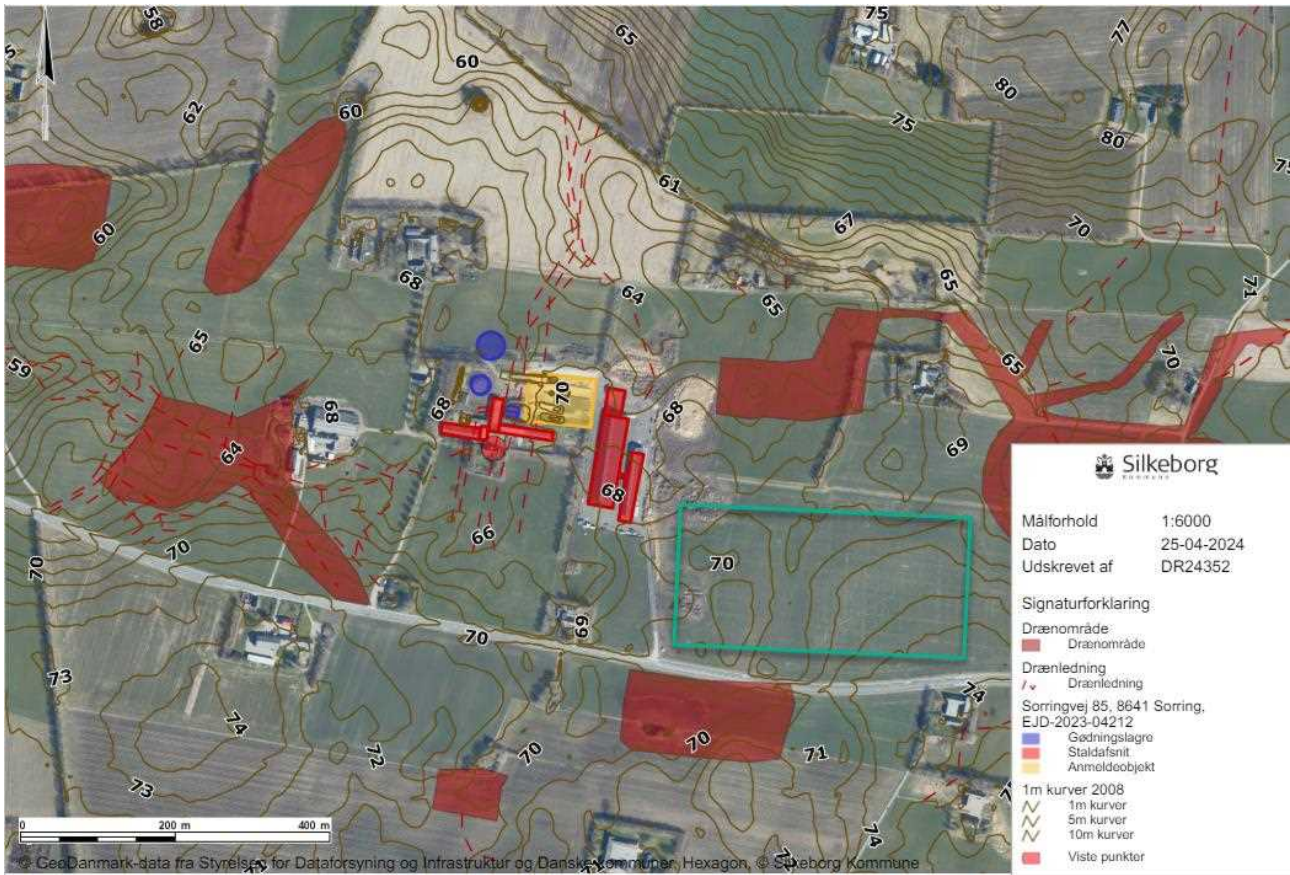 58
75
77
65
75
60
62
60
80
75
80
61
75
67
70
60
68
64
65
65
71
65
59
65
70
70
68
68
68
69
64
68
66
70
70
70
69
70
74
73
74
70
70
71
72
73
74
71
Silkeborg
KOMMUNE
Målforhold 1:6000
Dato 25-04-2024
Udskrevet af DR24352
Signaturforklaring
Drænområde
Drænområde
Drænledning
Drænledning
Sorringvej 85, 8641 Sorring,
EJD-2023-04212
Gødningslagre
Staldafsnit
Anmeldeobjekt
1m kurver 2008
1m kurver
5m kurver
10m kurver
Viste punkter
0 200 m 400 m
© GeoDanmark-data fra Styrelsen for Dataforsyning og Infrastruktur og Danske Kommuner, Hexagon, © Silkeborg Kommune